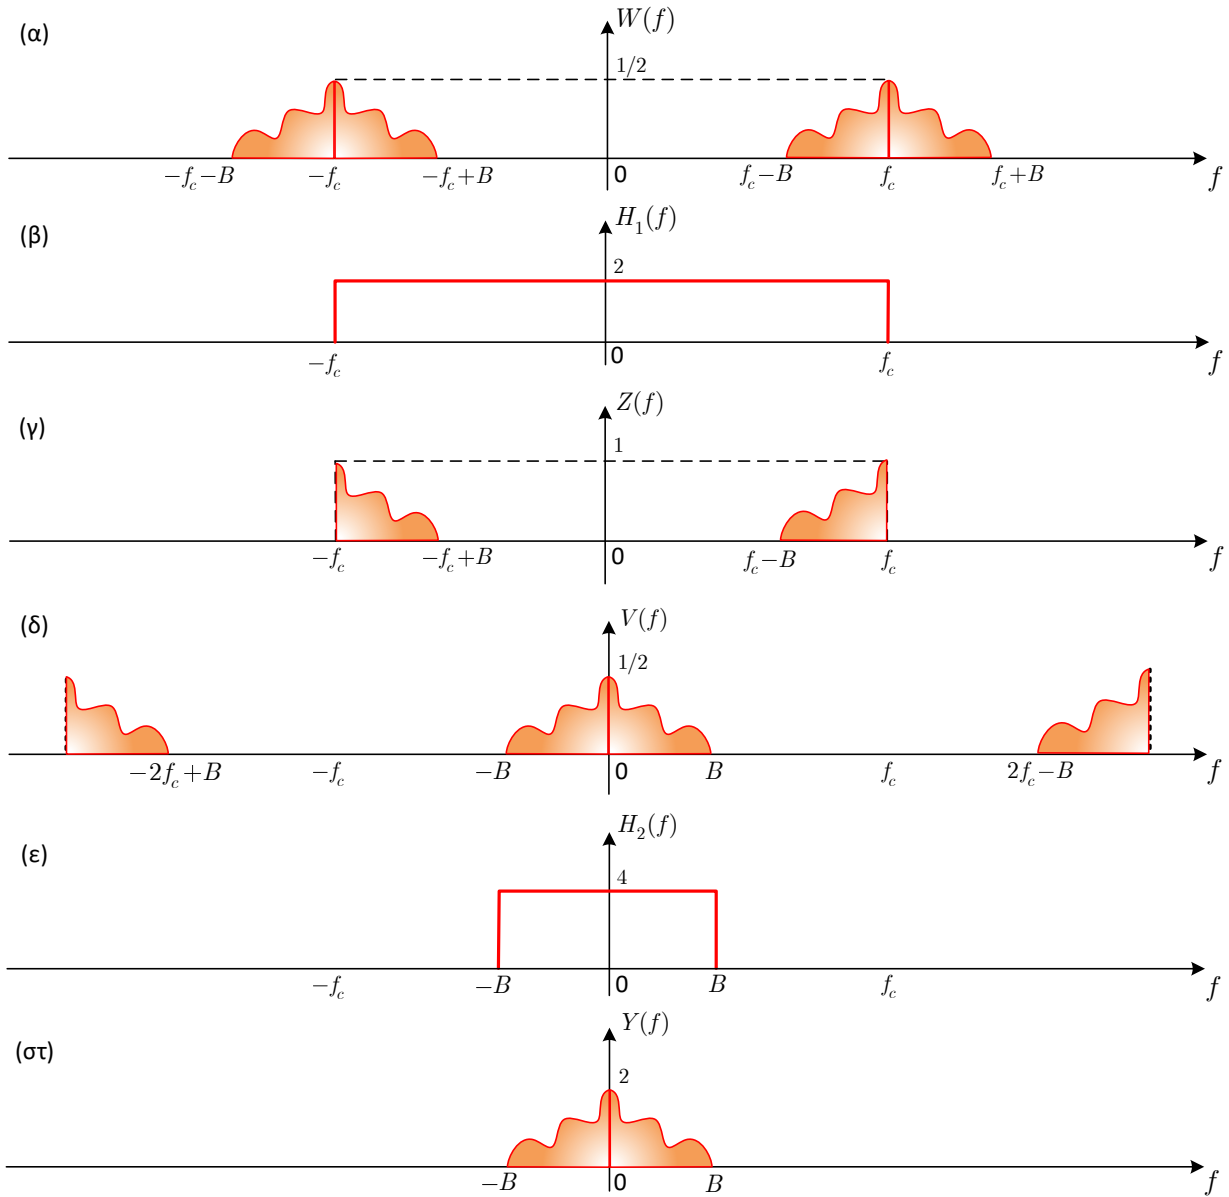 (α)
W(f)
1/2
−f_c−B −f_c −f_c+B 0 f_c−B f_c f_c+B f
(β)
H_1(f)
2
−f_c 0 f_c f
(γ)
Z(f)
1
−f_c −f_c+B 0 f_c−B f_c f
(δ)
V(f)
1/2
−2f_c+B −f_c −B 0 B f_c 2f_c−B f
(ε)
H_2(f)
4
−f_c −B 0 B f_c f
(στ)
Y(f)
2
−B 0 B f